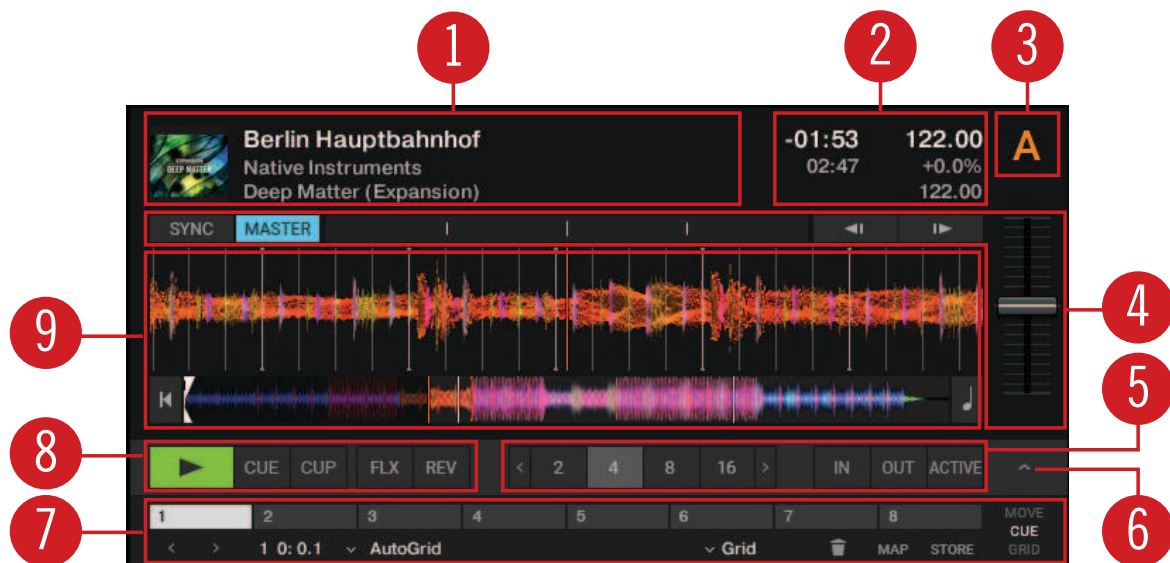 1
2
3
Berlin Hauptbahnhof
Native Instruments
Deep Matter (Expansion)
EXPANSION
DEEP MATTER
-01:53 122.00
02:47 +0.0%
122.00
A
SYNC MASTER
4
9
5
8
CUE CUP FLX REV
< 2 4 8 16 >
IN OUT ACTIVE
7
1 2 3 4 5 6 7 8
< > 1 0: 0.1 AutoGrid Grid MAP STORE
MOVE
CUE
GRID
6